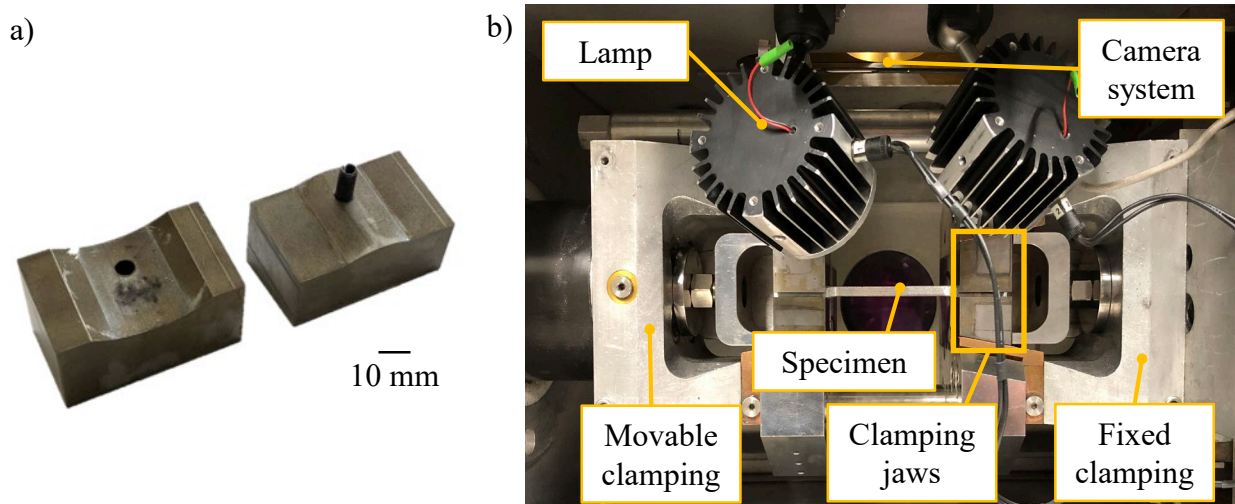 a)
10 mm
b)
Lamp
Camera
system
Specimen
Movable
clamping
Clamping
jaws
Fixed
clamping